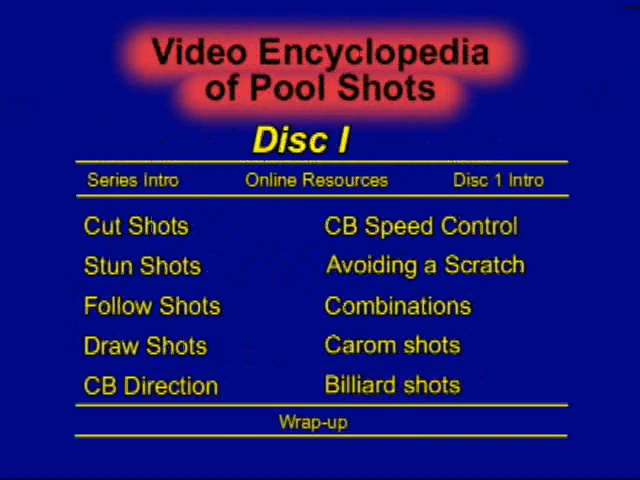 Video Encyclopedia
of Pool Shots
Disc I
Series Intro Online Resources Disc 1 Intro
Cut Shots CB Speed Control
Stun Shots Avoiding a Scratch
Follow Shots Combinations
Draw Shots Carom shots
CB Direction Billiard shots
Wrap-up